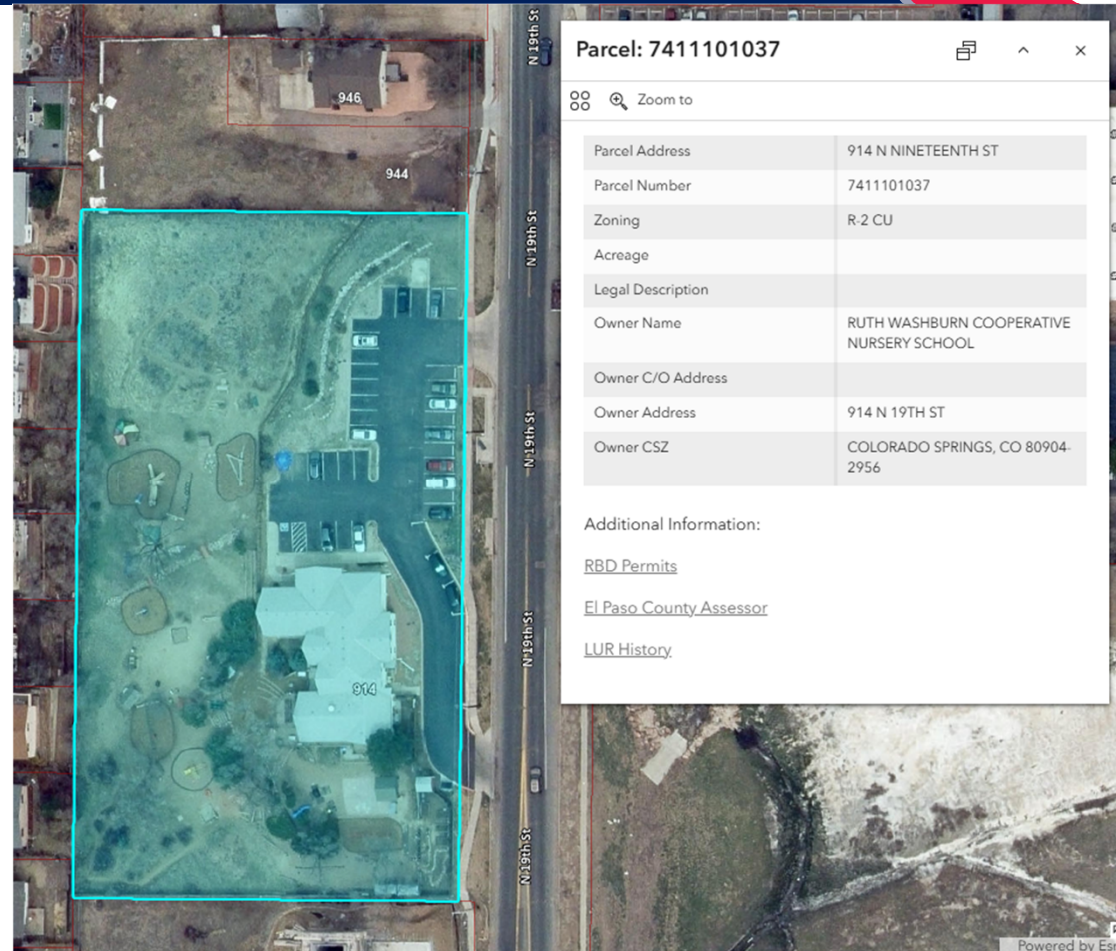 Parcel: 7411101037
Zoom to
Parcel Address 914 N NINETEENTH ST
Parcel Number 7411101037
Zoning R-2 CU
Acreage
Legal Description
Owner Name RUTH WASHBURN COOPERATIVE
NURSERY SCHOOL
Owner C/O Address
Owner Address 914 N 19TH ST
Owner CSZ COLORADO SPRINGS, CO 80904-
2956
Additional Information:
RBD Permits
El Paso County Assessor
LUR History
N 19th St
946
944
N 19th St
N 19th St
N 19th St
914
N 19th St
Powered by Esri